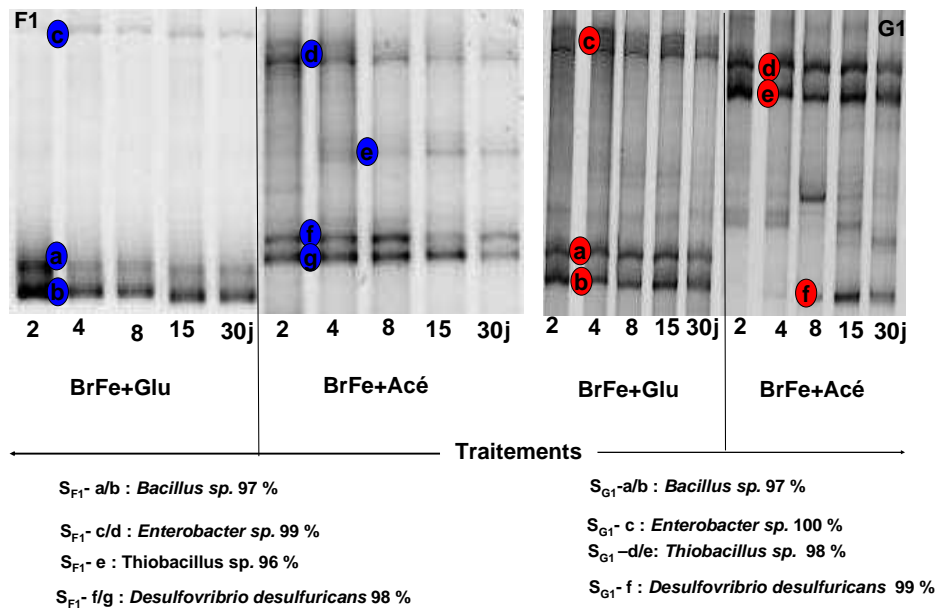 F1
G1
c
d
c
d
e
e
f
a
g
a
b
b
f
2 4 8 15 30j
2 4 8 15 30j
2 4 8 15 30j
2 4 8 15 30j
BrFe+Glu
BrFe+Acé
BrFe+Glu
BrFe+Acé
Traitements
SF1- a/b : Bacillus sp. 97 %
SF1- c/d : Enterobacter sp. 99 %
SF1- e : Thiobacillus sp. 96 %
SF1- f/g : Desulfovribrio desulfuricans 98 %
SG1-a/b : Bacillus sp. 97 %
SG1- c : Enterobacter sp. 100 %
SG1 –d/e: Thiobacillus sp. 98 %
SG1- f : Desulfovribrio desulfuricans 99 %